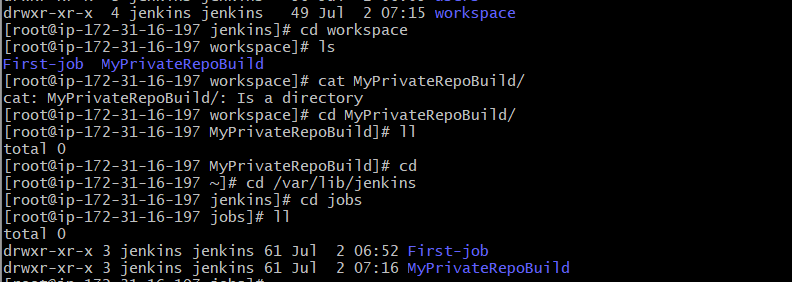 drwxr-xr-x  4 jenkins jenkins   49 Jul  2 07:15 workspace
[root@ip-172-31-16-197 jenkins]# cd workspace
[root@ip-172-31-16-197 workspace]# ls
First-job  MyPrivateRepoBuild
[root@ip-172-31-16-197 workspace]# cat MyPrivateRepoBuild/
cat: MyPrivateRepoBuild/: Is a directory
[root@ip-172-31-16-197 workspace]# cd MyPrivateRepoBuild/
[root@ip-172-31-16-197 MyPrivateRepoBuild]# ll
total 0
[root@ip-172-31-16-197 MyPrivateRepoBuild]# cd
[root@ip-172-31-16-197 ~]# cd /var/lib/jenkins
[root@ip-172-31-16-197 jenkins]# cd jobs
[root@ip-172-31-16-197 jobs]# ll
total 0
drwxr-xr-x 3 jenkins jenkins 61 Jul  2 06:52 First-job
drwxr-xr-x 3 jenkins jenkins 61 Jul  2 07:16 MyPrivateRepoBuild